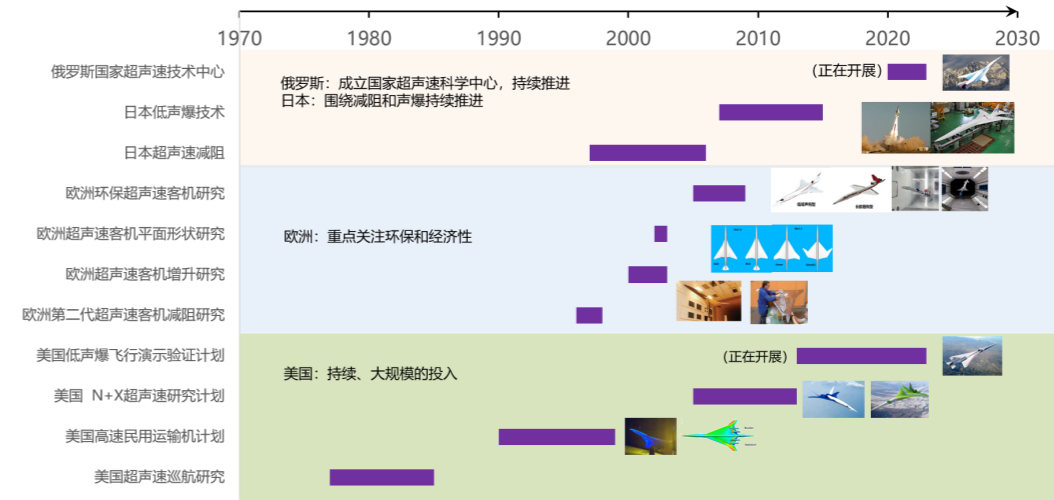 1970 1980 1990 2000 2010 2020 2030
俄罗斯国家超声速技术中心
(正在开展)
俄罗斯：成立国家超声速科学中心，持续推进
日本：围绕减阻和声爆持续推进
日本低声爆技术
日本超声速减阻
欧洲环保超声速客机研究
欧洲超声速客机平面形状研究
欧洲：重点关注环保和经济性
欧洲超声速客机增升研究
欧洲第二代超声速客机减阻研究
美国低声爆飞行演示验证计划
(正在开展)
美国：持续、大规模的投入
美国 N+X超声速研究计划
美国高速民用运输机计划
美国超声速巡航研究